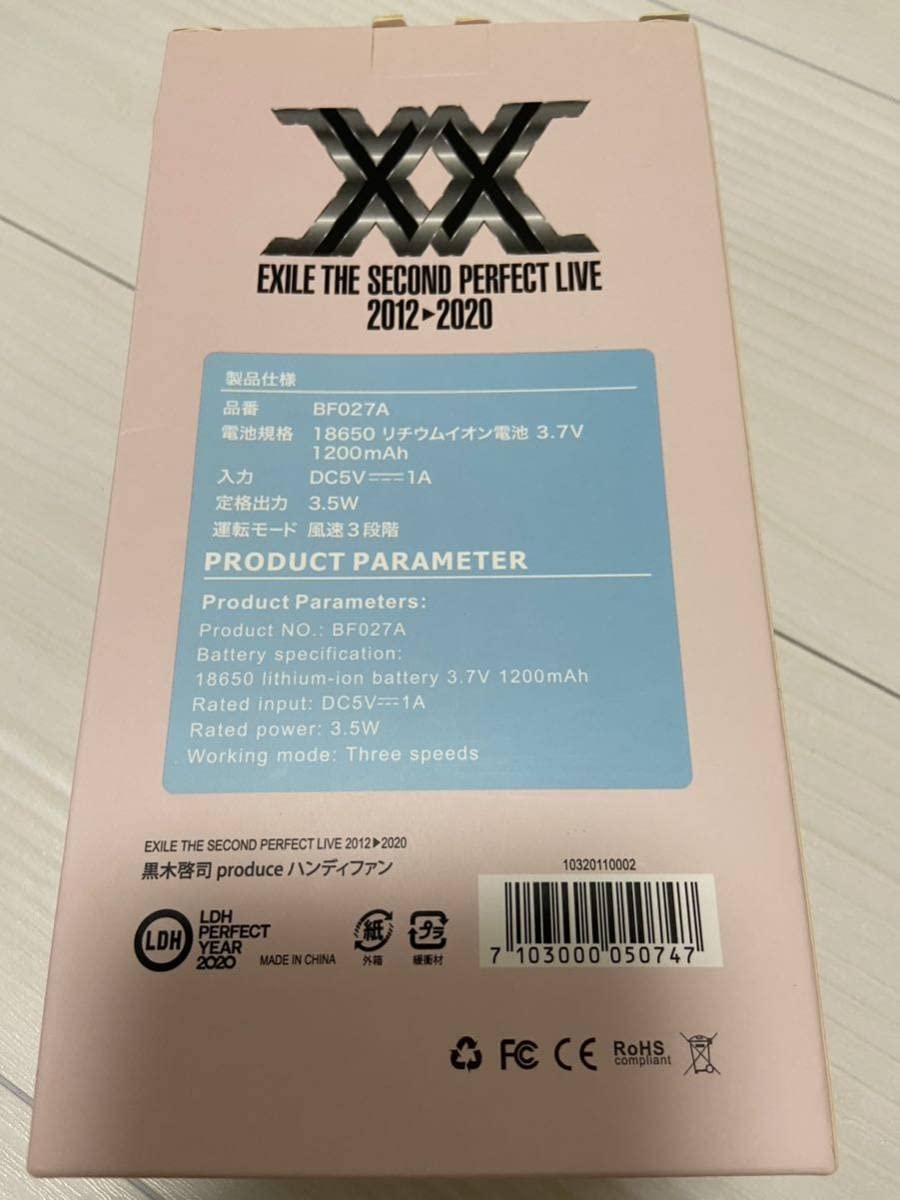 XX
EXILE THE SECOND PERFECT LIVE
2012▶2020
製品仕様
品番 BF027A
電池規格 18650 リチウムイオン電池 3.7V
1200mAh
入力 DC5V⎓1A
定格出力 3.5W
運転モード 風速3段階
PRODUCT PARAMETER
Product Parameters:
Product NO.: BF027A
Battery specification:
18650 lithium-ion battery 3.7V 1200mAh
Rated input: DC5V⎓1A
Rated power: 3.5W
Working mode: Three speeds
EXILE THE SECOND PERFECT LIVE 2012▶2020
黒木啓司 produce ハンディファン
10320110002
7 103000 050747
LDH
LDH
PERFECT
YEAR
2020
MADE IN CHINA
紙
外箱
プラ
緩衝材
FC CE RoHS
compliant